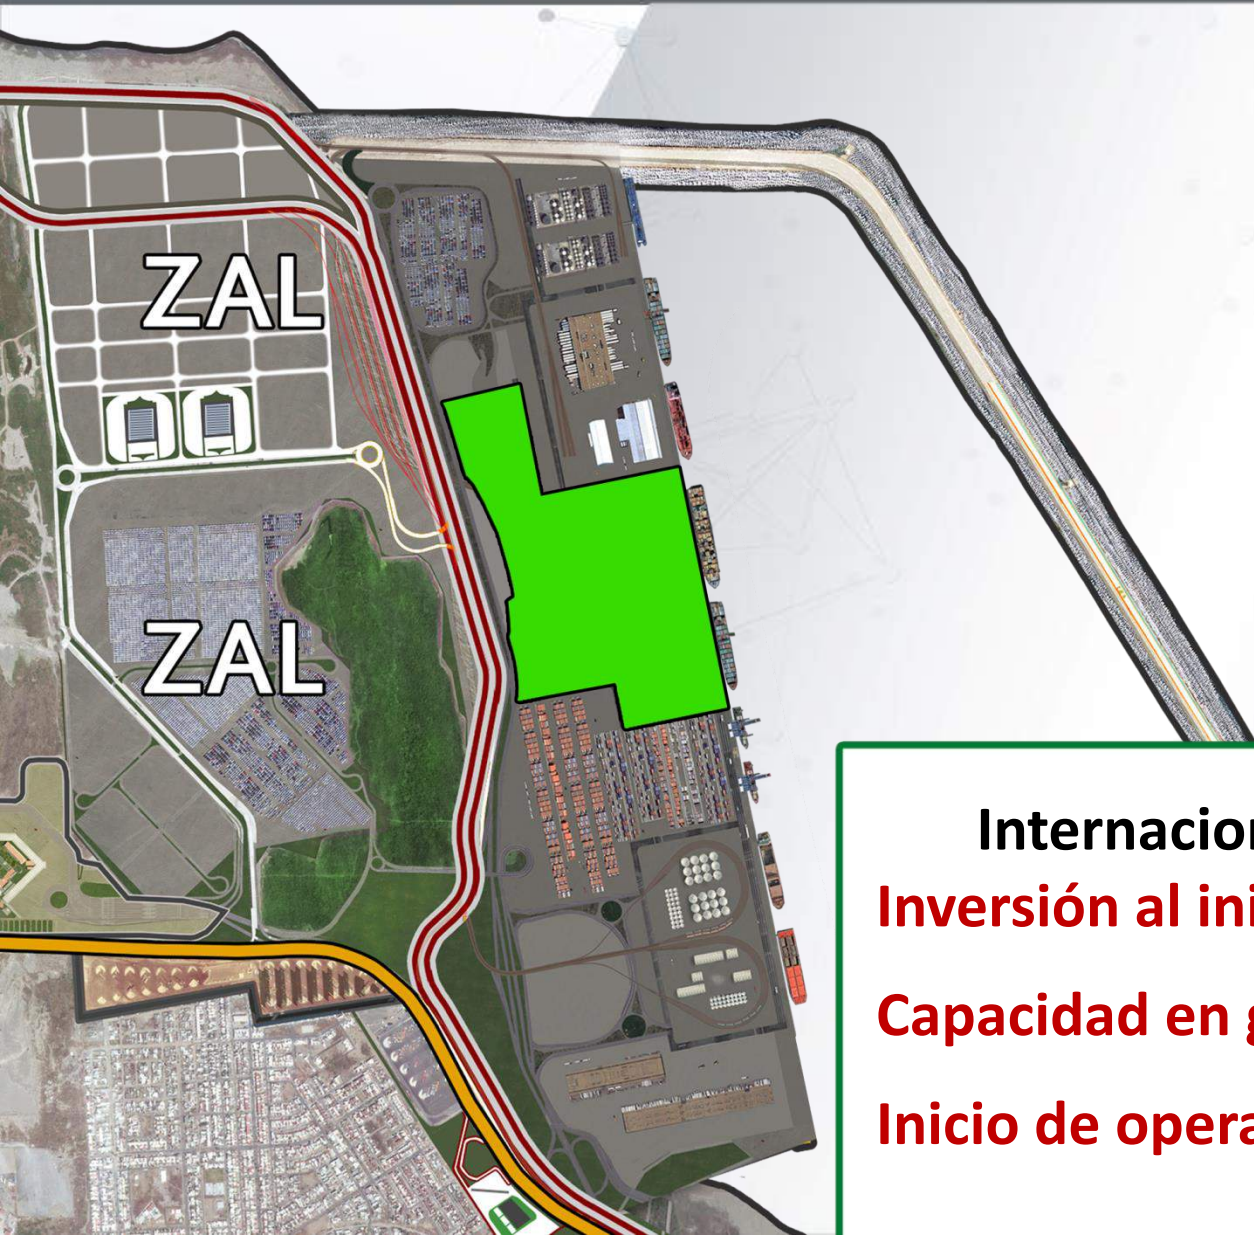 ZAL
ZAL
Internacion
Inversión al ini
Capacidad en g
Inicio de opera